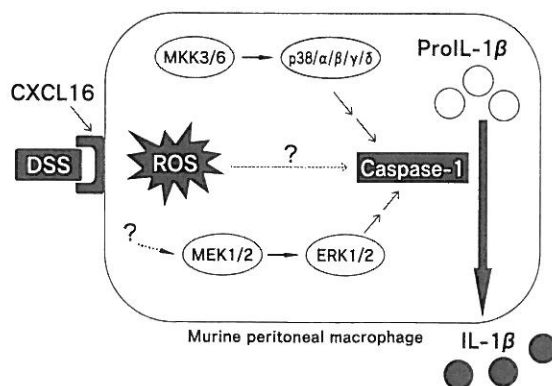 MKK3/6
p38/α/β/γ/δ
ProIL-1β
CXCL16
DSS
ROS
?
Caspase-1
?
MEK1/2
ERK1/2
Murine peritoneal macrophage
IL-1β